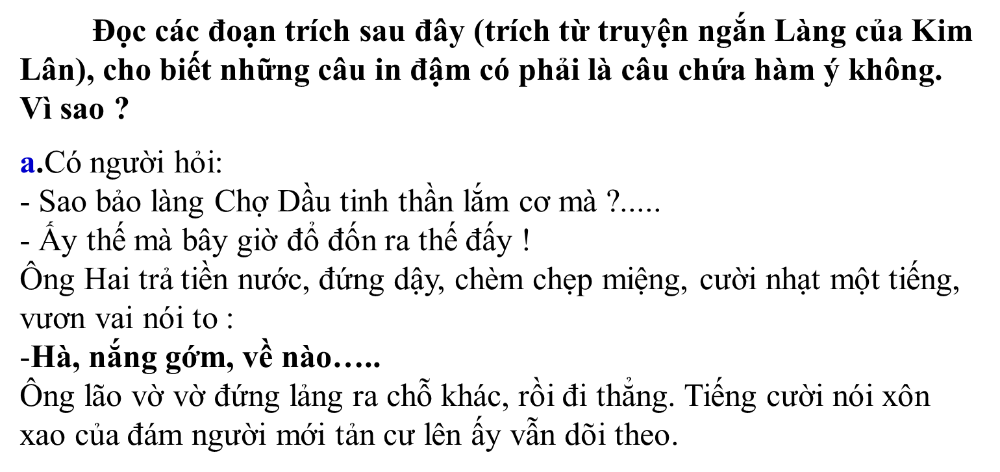 Đọc các đoạn trích sau đây (trích từ truyện ngắn Làng của Kim
Lân), cho biết những câu in đậm có phải là câu chứa hàm ý không.
Vì sao ?
a.Có người hỏi:
- Sao bảo làng Chợ Dầu tinh thần lắm cơ mà ?.....
- Ấy thế mà bây giờ đổ đốn ra thế đấy !
Ông Hai trả tiền nước, đứng dậy, chèm chẹp miệng, cười nhạt một tiếng,
vươn vai nói to :
-Hà, nắng gớm, về nào…..
Ông lão vờ vờ đứng lảng ra chỗ khác, rồi đi thẳng. Tiếng cười nói xôn
xao của đám người mới tản cư lên ấy vẫn dõi theo.